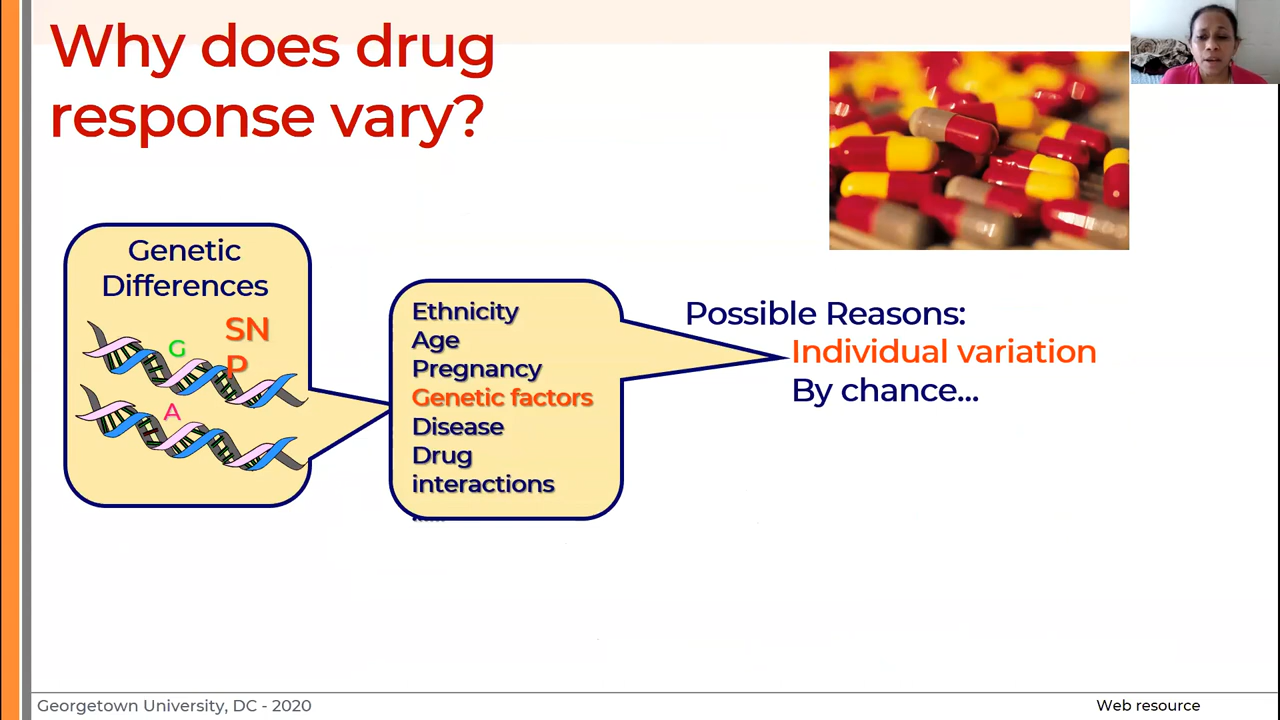 Why does drug
response vary?
Genetic
Differences
SN
P
G
A
Ethnicity
Age
Pregnancy
Genetic factors
Disease
Drug
interactions
Possible Reasons:
Individual variation
By chance...
Georgetown University, DC - 2020
Web resource